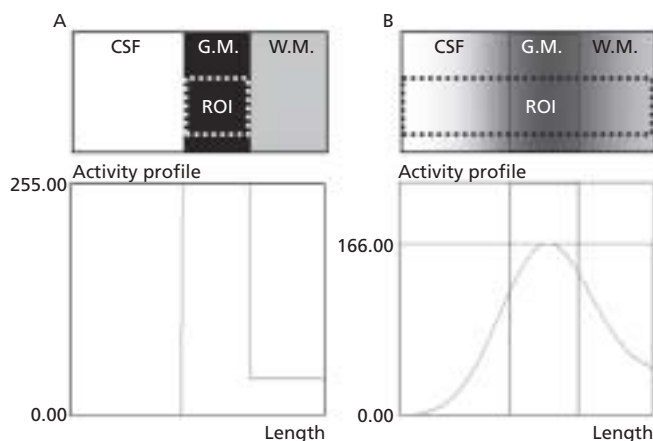 A
CSF G.M. W.M.
ROI
Activity profile
255.00
0.00
Length
B
CSF G.M. W.M.
ROI
Activity profile
166.00
0.00
Length